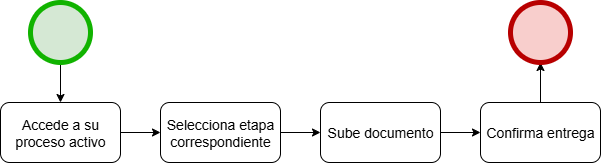 Accede a su
proceso activo
Selecciona etapa
correspondiente
Sube documento
Confirma entrega